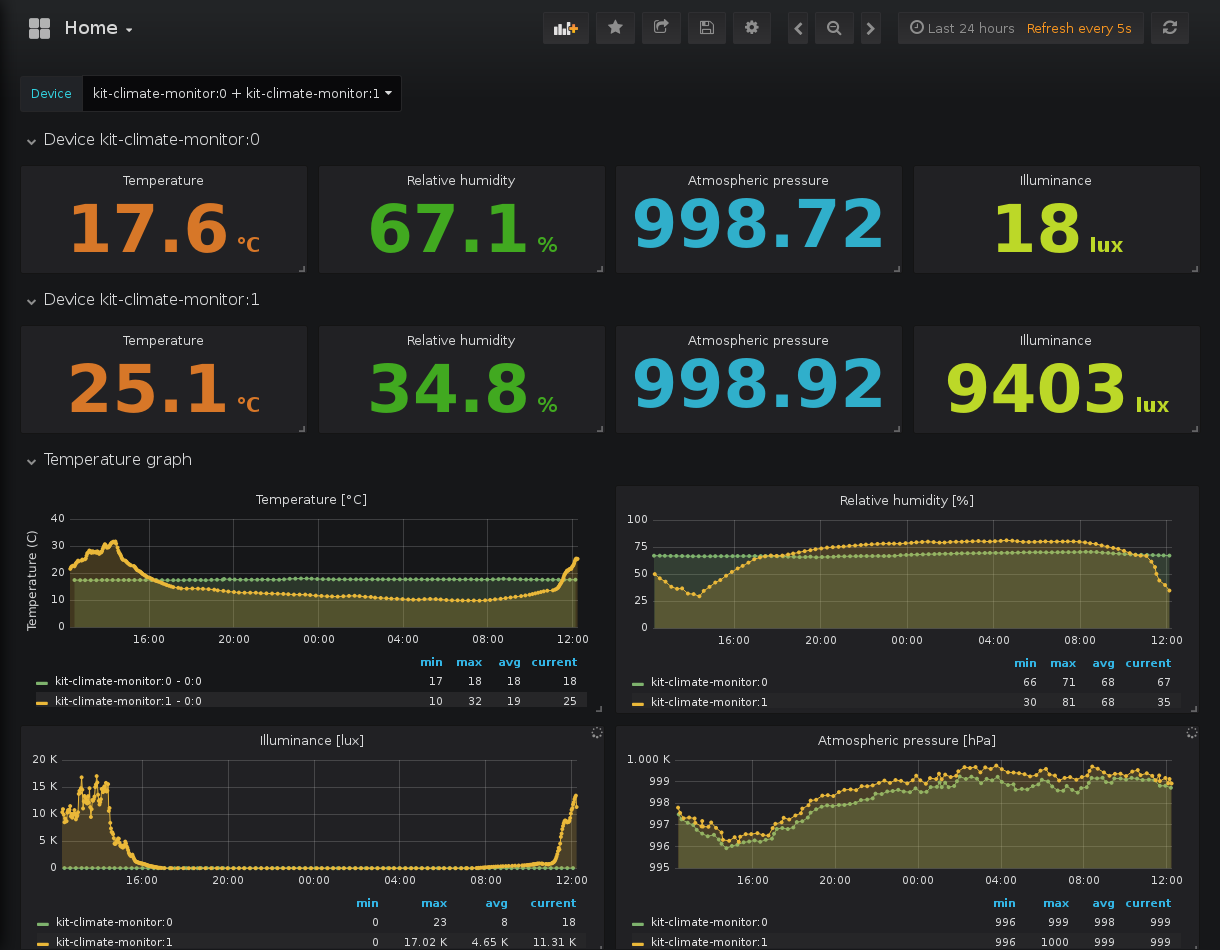 Home
Last 24 hours Refresh every 5s
Device kit-climate-monitor:0 + kit-climate-monitor:1
Device kit-climate-monitor:0
Temperature Relative humidity Atmospheric pressure Illuminance
17.6 °C 67.1 % 998.72 18 lux
Device kit-climate-monitor:1
Temperature Relative humidity Atmospheric pressure Illuminance
25.1 °C 34.8 % 998.92 9403 lux
Temperature graph
Temperature [°C]
Temperature (C)
40
30
20
10
0
16:00 20:00 00:00 04:00 08:00 12:00
min max avg current
kit-climate-monitor:0 - 0:0 17 18 18 18
kit-climate-monitor:1 - 0:0 10 32 19 25
Relative humidity [%]
100
75
50
25
0
16:00 20:00 00:00 04:00 08:00 12:00
min max avg current
kit-climate-monitor:0 66 71 68 67
kit-climate-monitor:1 30 81 68 35
Illuminance [lux]
20 K
15 K
10 K
5 K
0
16:00 20:00 00:00 04:00 08:00 12:00
min max avg current
kit-climate-monitor:0 0 23 8 18
kit-climate-monitor:1 0 17.02 K 4.65 K 11.31 K
Atmospheric pressure [hPa]
1.000 K
999
998
997
996
995
16:00 20:00 00:00 04:00 08:00 12:00
min max avg current
kit-climate-monitor:0 996 999 998 999
kit-climate-monitor:1 996 1000 999 999